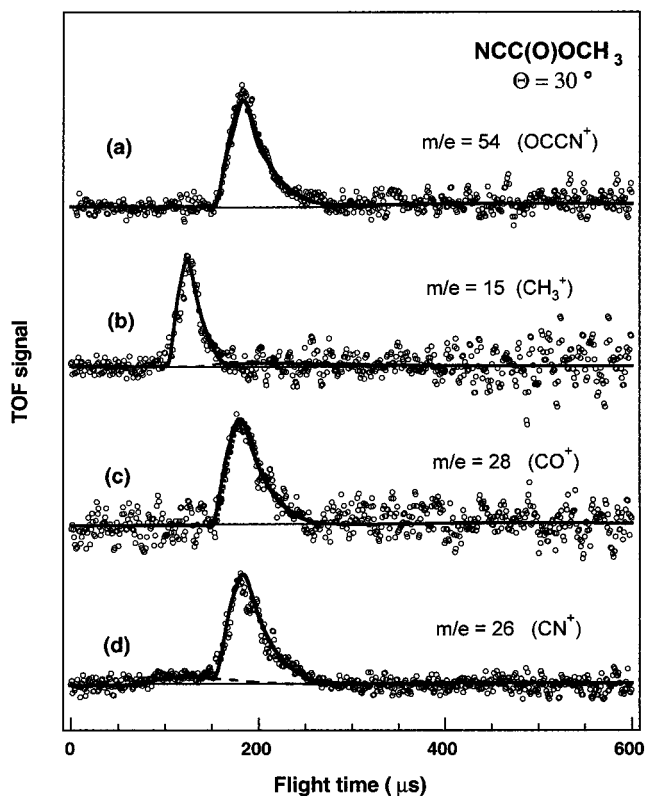 NCC(O)OCH3
Θ = 30 °
(a)
m/e = 54 (OCCN+)
(b)
m/e = 15 (CH3+)
(c)
m/e = 28 (CO+)
(d)
m/e = 26 (CN+)
TOF signal
0 200 400 600
Flight time (μs)